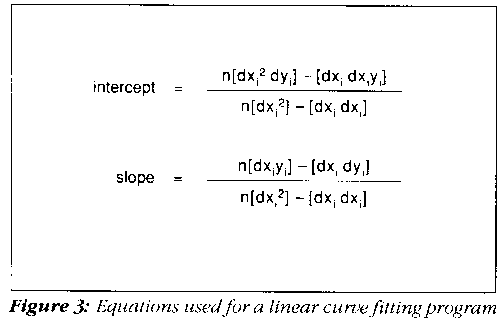 n[dxᵢ² dyᵢ] – [dxᵢ dxᵢyᵢ]
intercept =
n[dxᵢ²] – [dxᵢ dxᵢ]
n[dxᵢyᵢ] – [dxᵢ dyᵢ]
slope =
n[dxᵢ²] – [dxᵢ dxᵢ]
Figure 3: Equations used for a linear curve fitting program